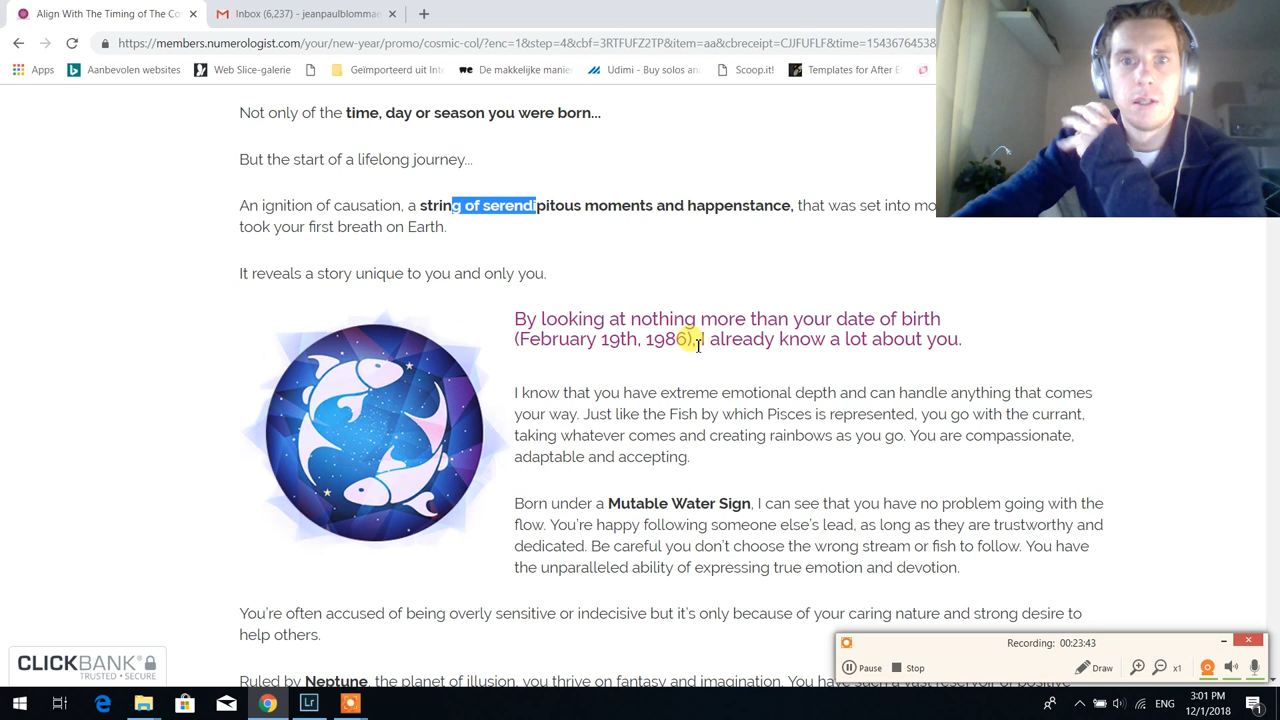 Align With The Timing of The Co
Inbox (6,237) - jeanpaulblommae
https://members.numerologist.com/your/new-year/promo/cosmic-col/?enc=1&step=4&cbf=3RTFUFZ2TP&item=aa&cbreceipt=CJJFUFLF&time=15436764538
Apps Aanbevolen websites Web Slice-galerie Geïmporteerd uit Int De makkelijke manie Udimi - Buy solos an Scoop.it! Templates for After E
Not only of the time, day or season you were born...
But the start of a lifelong journey...
An ignition of causation, a string of serendipitous moments and happenstance, that was set into mo
took your first breath on Earth.
It reveals a story unique to you and only you.
By looking at nothing more than your date of birth
(February 19th, 1986), I already know a lot about you.
I know that you have extreme emotional depth and can handle anything that comes
your way. Just like the Fish by which Pisces is represented, you go with the currant,
taking whatever comes and creating rainbows as you go. You are compassionate,
adaptable and accepting.
Born under a Mutable Water Sign, I can see that you have no problem going with the
flow. You're happy following someone else's lead, as long as they are trustworthy and
dedicated. Be careful you don't choose the wrong stream or fish to follow. You have
the unparalleled ability of expressing true emotion and devotion.
You're often accused of being overly sensitive or indecisive but it's only because of your caring nature and strong desire to
help others.
Ruled by Neptune, the planet of illusion, you thrive on fantasy and imagination. You have such a vast reservoir of positive
CLICKBANK
TRUSTED • SECURE
Recording: 00:23:43
Pause Stop Draw x1
ENG
3:01 PM
12/1/2018
1